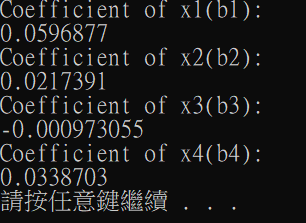 Coefficient of x1(b1):
0.0596877
Coefficient of x2(b2):
0.0217391
Coefficient of x3(b3):
-0.000973055
Coefficient of x4(b4):
0.0338703
請按任意鍵繼續 . . .